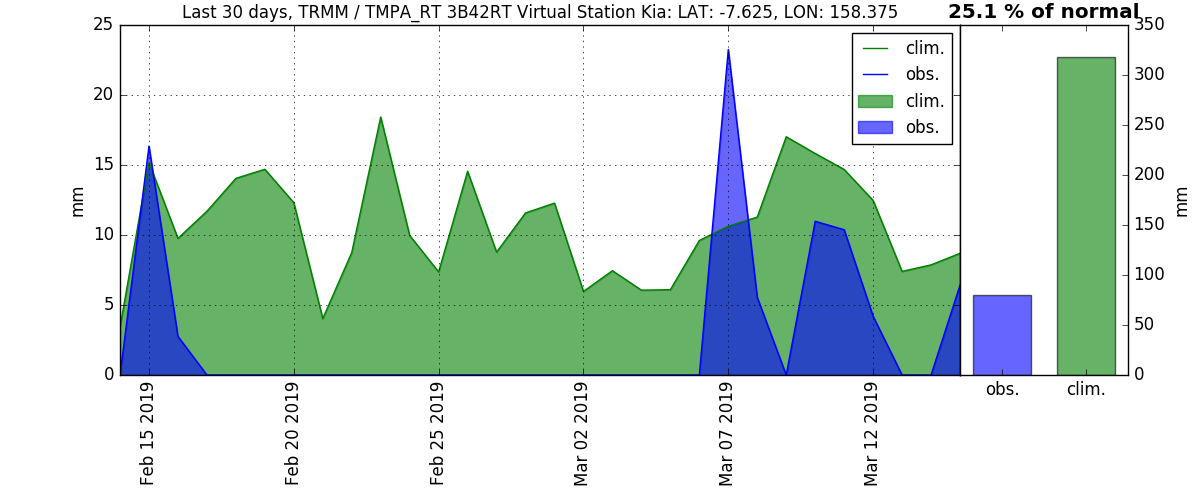 Last 30 days, TRMM / TMPA_RT 3B42RT Virtual Station Kia: LAT: -7.625, LON: 158.375
25.1 % of normal
25
20
15
10
5
0
mm
clim.
obs.
clim.
obs.
350
300
250
200
150
100
50
0
mm
Feb 15 2019
Feb 20 2019
Feb 25 2019
Mar 02 2019
Mar 07 2019
Mar 12 2019
obs.
clim.